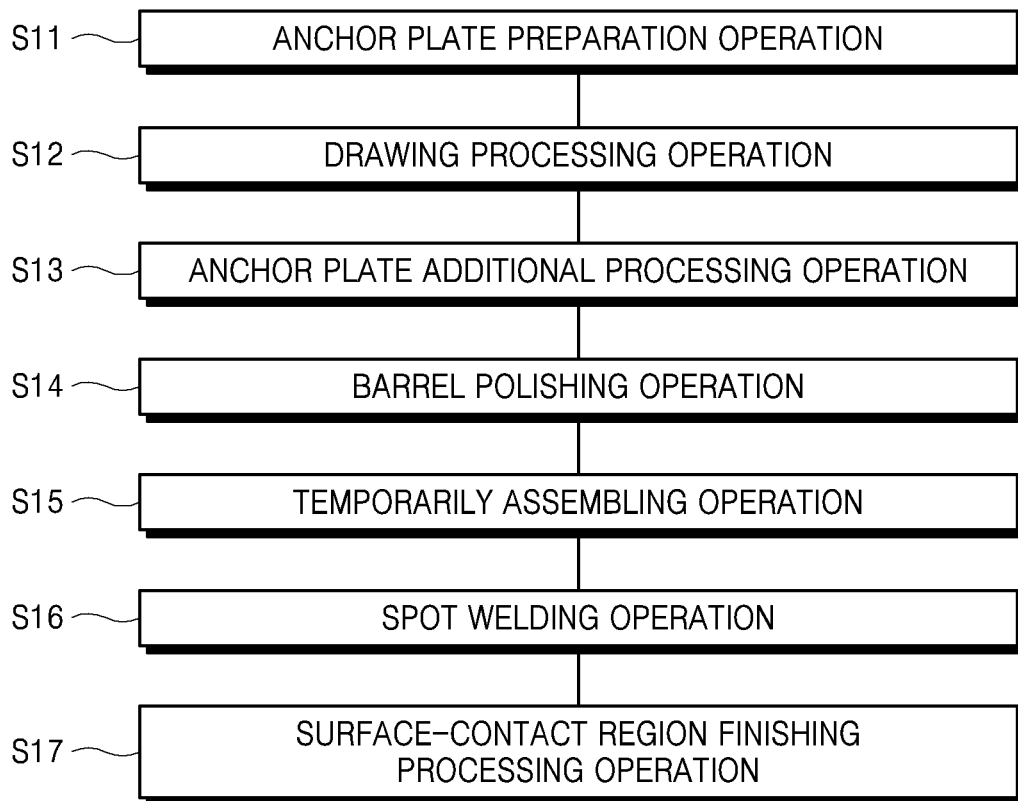 S11 ANCHOR PLATE PREPARATION OPERATION
S12 DRAWING PROCESSING OPERATION
S13 ANCHOR PLATE ADDITIONAL PROCESSING OPERATION
S14 BARREL POLISHING OPERATION
S15 TEMPORARILY ASSEMBLING OPERATION
S16 SPOT WELDING OPERATION
S17 SURFACE-CONTACT REGION FINISHING
PROCESSING OPERATION